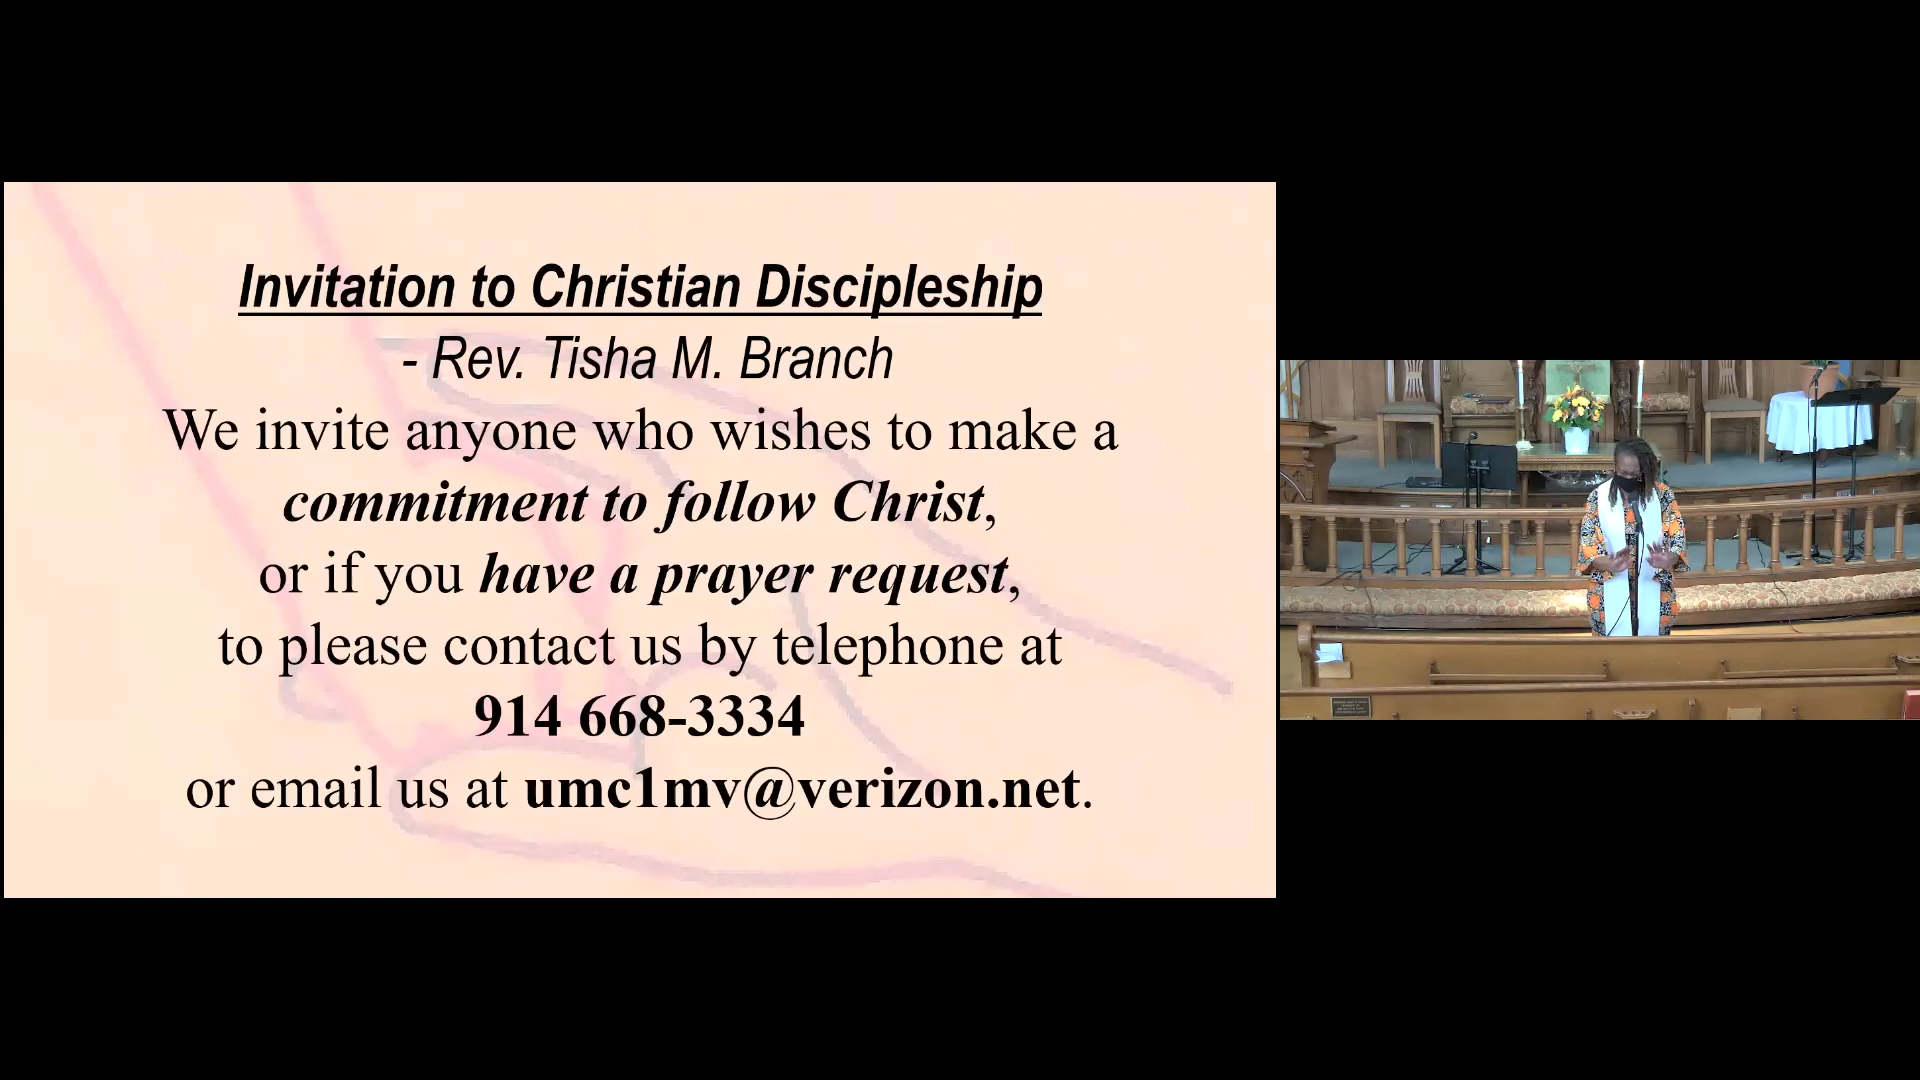 Invitation to Christian Discipleship
- Rev. Tisha M. Branch
We invite anyone who wishes to make a
commitment to follow Christ,
or if you have a prayer request,
to please contact us by telephone at
914 668-3334
or email us at umc1mv@verizon.net.